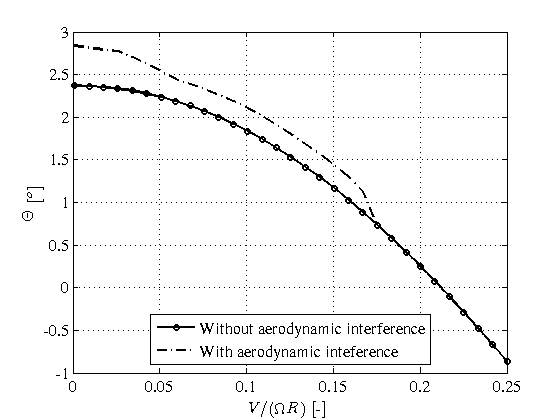 3
2.5
2
1.5
1
0.5
0
-0.5
-1
Θ [º]
Without aerodynamic interference
With aerodynamic inteference
0 0.05 0.1 0.15 0.2 0.25
V/(ΩR) [-]